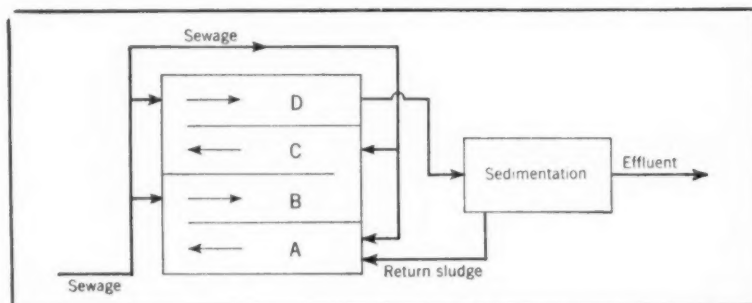 Sewage
D
C
Sedimentation
Effluent
B
A
Return sludge
Sewage